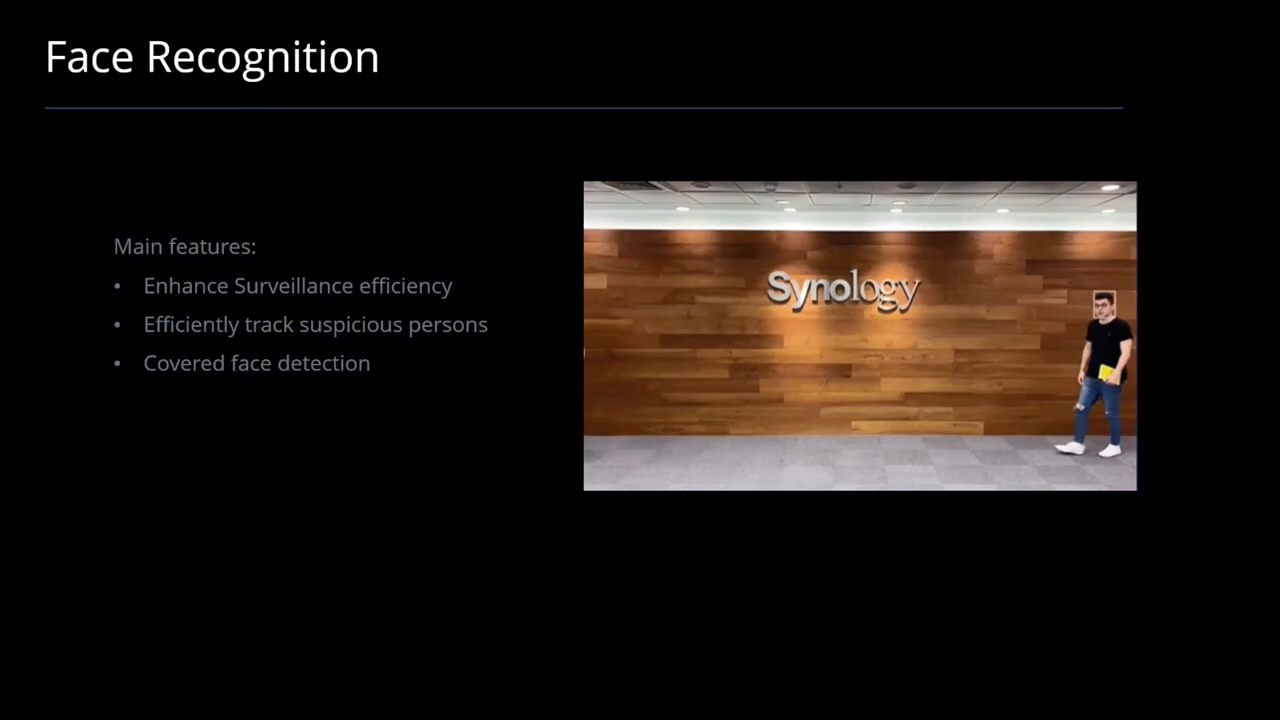 Face Recognition
Main features:
• Enhance Surveillance efficiency
• Efficiently track suspicious persons
• Covered face detection
Synology